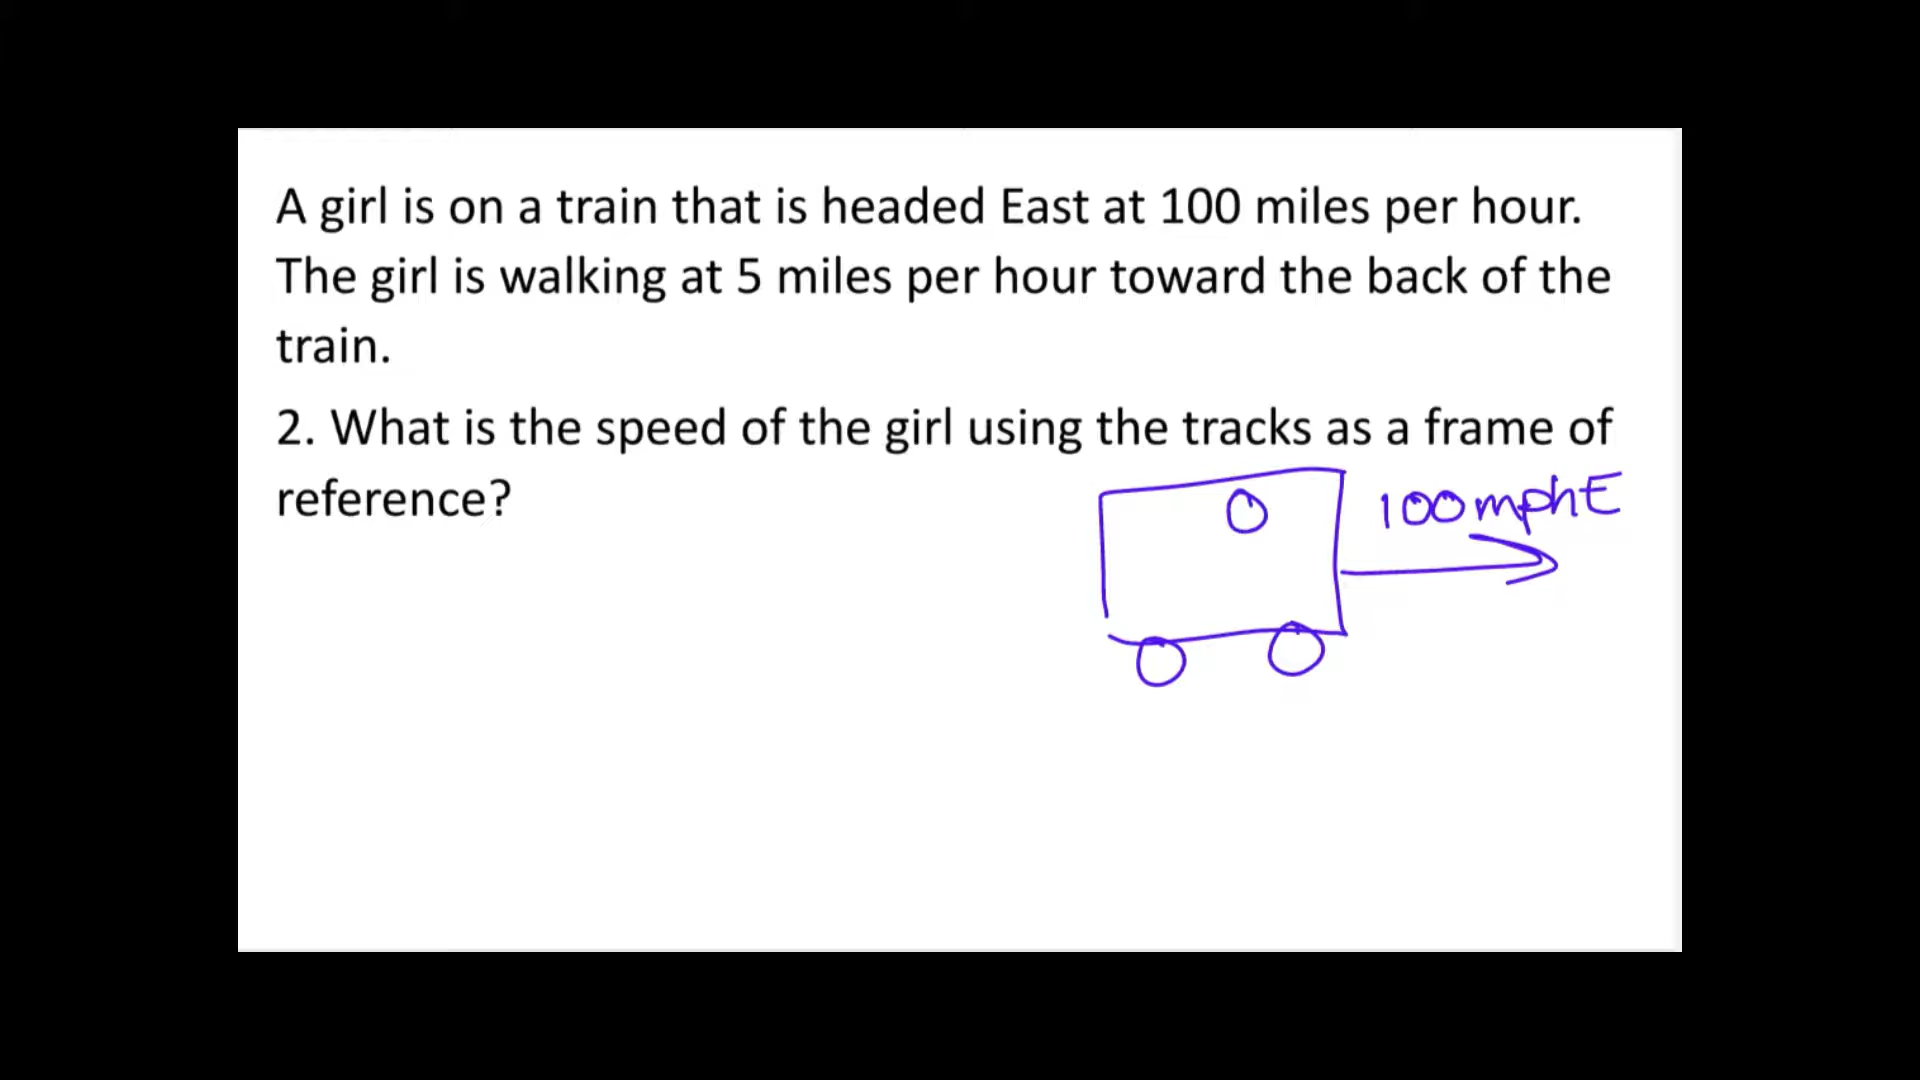 A girl is on a train that is headed East at 100 miles per hour.
The girl is walking at 5 miles per hour toward the back of the
train.
2. What is the speed of the girl using the tracks as a frame of
reference?
100mphE